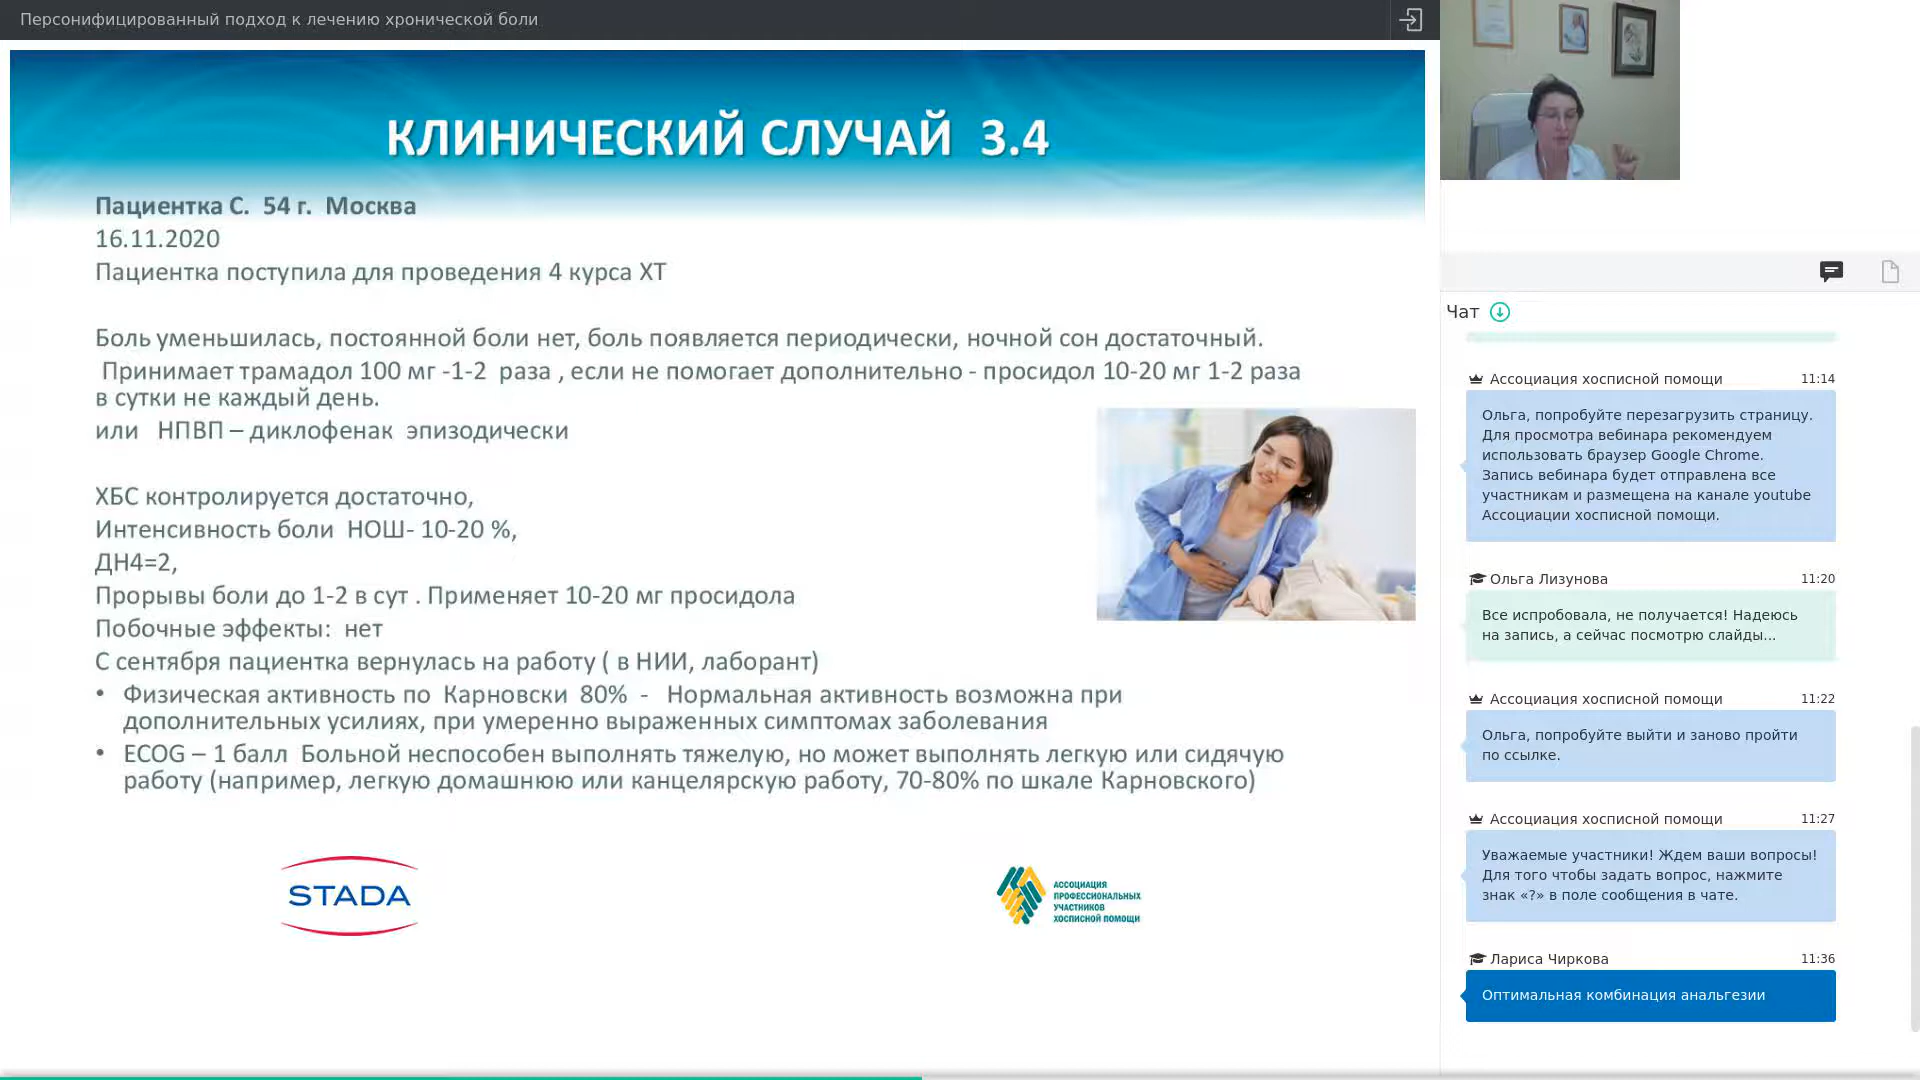 Персонифицированный подход к лечению хронической боли
КЛИНИЧЕСКИЙ СЛУЧАЙ 3.4
Пациентка С. 54 г. Москва
16.11.2020
Пациентка поступила для проведения 4 курса ХТ
Боль уменьшилась, постоянной боли нет, боль появляется периодически, ночной сон достаточный.
Принимает трамадол 100 мг -1-2 раза , если не помогает дополнительно - просидол 10-20 мг 1-2 раза
в сутки не каждый день.
или НПВП – диклофенак эпизодически
ХБС контролируется достаточно,
Интенсивность боли НОШ- 10-20 %,
ДН4=2,
Прорывы боли до 1-2 в сут . Применяет 10-20 мг просидола
Побочные эффекты: нет
С сентября пациентка вернулась на работу ( в НИИ, лаборант)
• Физическая активность по Карновски 80% - Нормальная активность возможна при
дополнительных усилиях, при умеренно выраженных симптомах заболевания
• ECOG – 1 балл Больной неспособен выполнять тяжелую, но может выполнять легкую или сидячую
работу (например, легкую домашнюю или канцелярскую работу, 70-80% по шкале Карновского)
STADA
АССОЦИАЦИЯ
ПРОФЕССИОНАЛЬНЫХ
УЧАСТНИКОВ
ХОСПИСНОЙ ПОМОЩИ
Чат
Ассоциация хосписной помощи 11:14
Ольга, попробуйте перезагрузить страницу.
Для просмотра вебинара рекомендуем
использовать браузер Google Chrome.
Запись вебинара будет отправлена все
участникам и размещена на канале youtube
Ассоциации хосписной помощи.
Ольга Лизунова 11:20
Все испробовала, не получается! Надеюсь
на запись, а сейчас посмотрю слайды...
Ассоциация хосписной помощи 11:22
Ольга, попробуйте выйти и заново пройти
по ссылке.
Ассоциация хосписной помощи 11:27
Уважаемые участники! Ждем ваши вопросы!
Для того чтобы задать вопрос, нажмите
знак «?» в поле сообщения в чате.
Лариса Чиркова 11:36
Оптимальная комбинация анальгезии